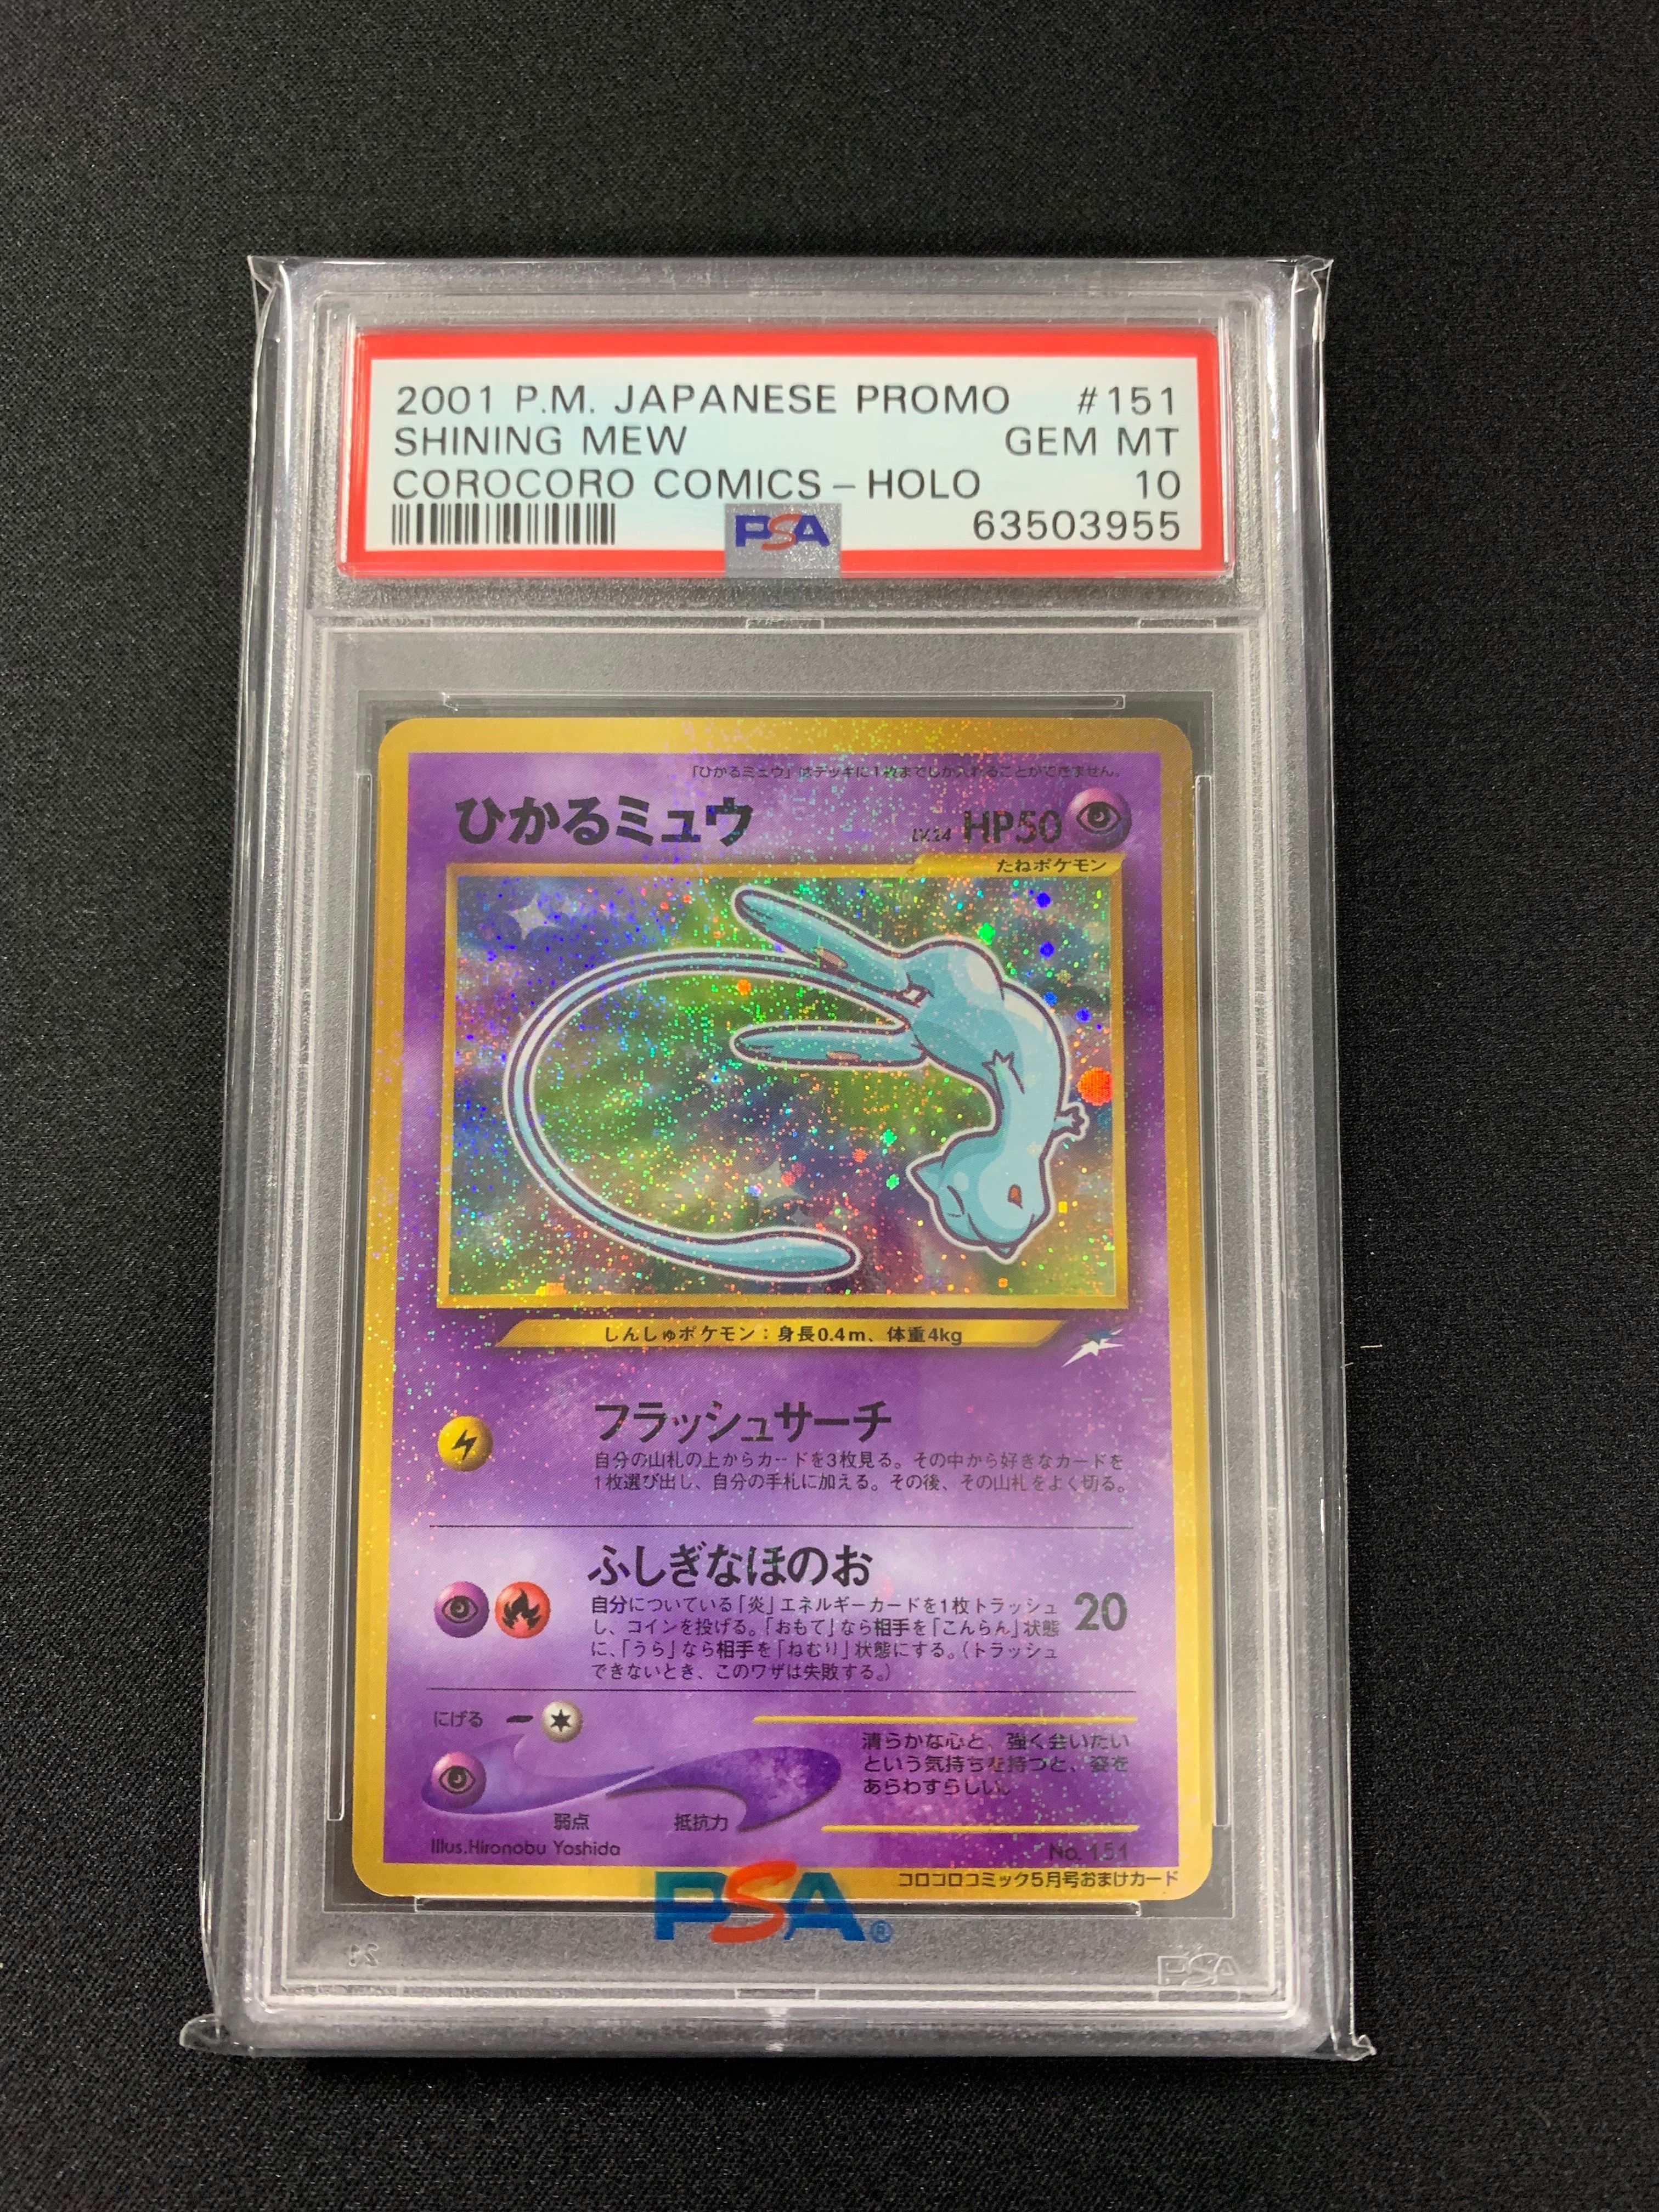 2001 P.M. JAPANESE PROMO #151
SHINING MEW GEM MT
COROCORO COMICS – HOLO 10
PSA 63503955
「ひかるミュウ」はデッキに1枚までしか入れることができません。
ひかるミュウ LV.24 HP50
たねポケモン
しんしゅポケモン：身長0.4m、体重4kg
フラッシュサーチ
自分の山札の上からカードを3枚見る。その中から好きなカードを
1枚選び出し、自分の手札に加える。その後、その山札をよく切る。
ふしぎなほのお
自分についている「炎」エネルギーカードを1枚トラッシュ
し、コインを投げる。「おもて」なら相手を「こんらん」状態
に、「うら」なら相手を「ねむり」状態にする。（トラッシュ
できないとき、このワザは失敗する。）
20
にげる
清らかな心と、強く会いたい
という気持ちを持つと、姿を
あらわすらしい。
弱点 抵抗力
Illus.Hironobu Yoshida No. 151
コロコロコミック5月号おまけカード
PSA®
21
PSA